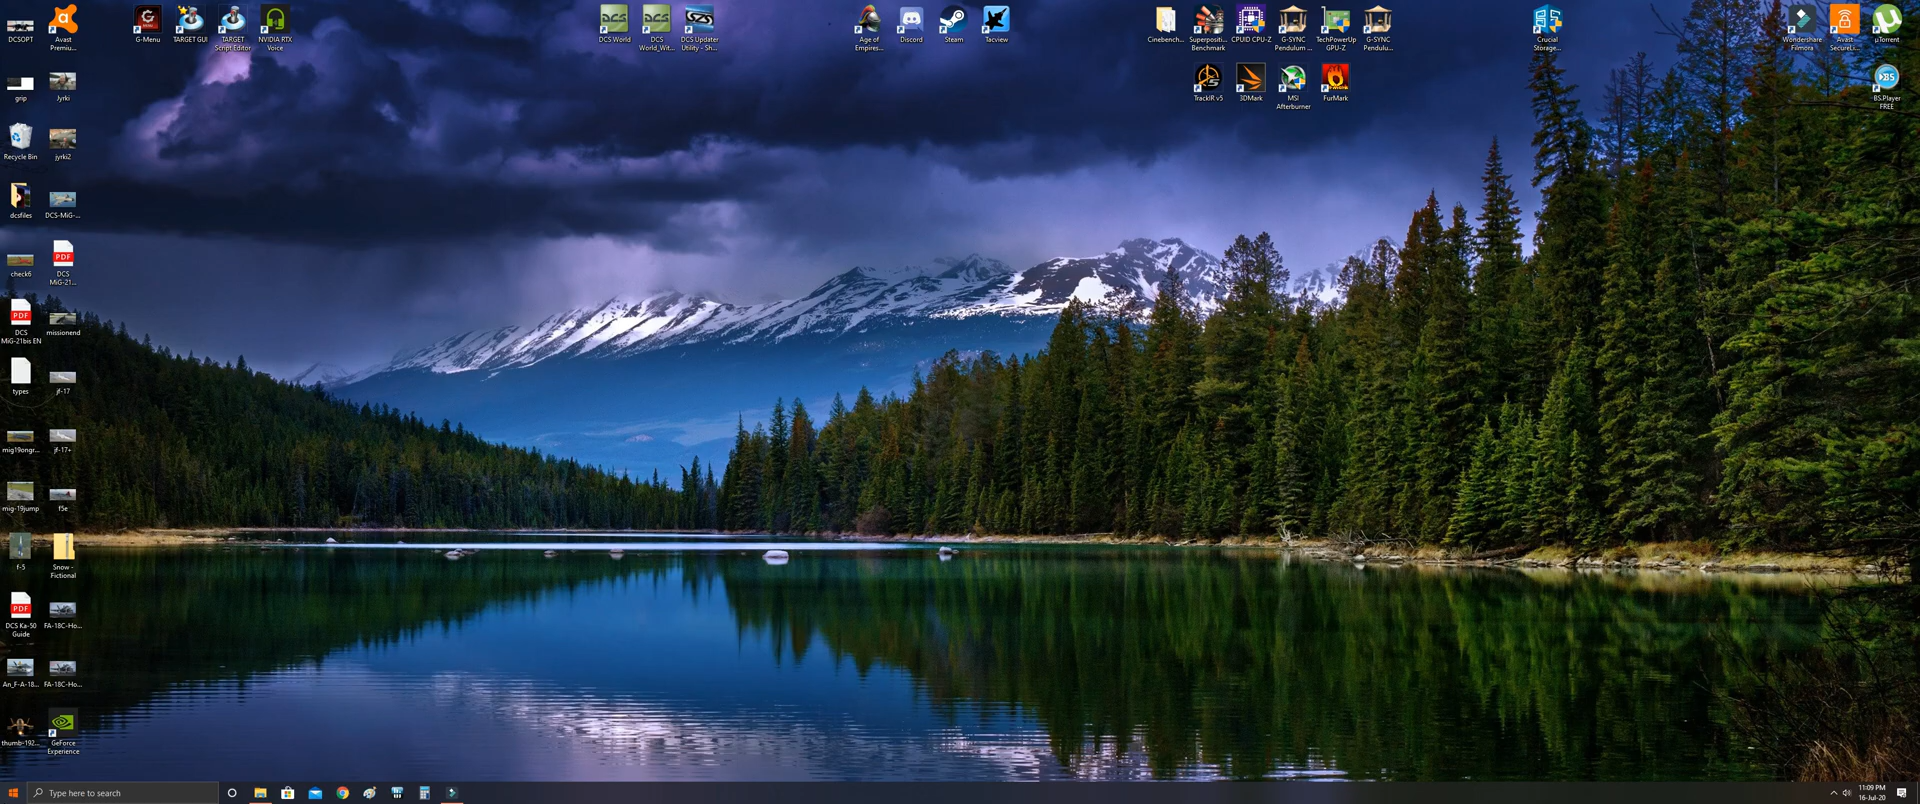 DCSOPT
Avast
Premiu...
G-Menu
TARGET GUI
TARGET
Script Editor
NVIDIA RTX
Voice
DCS World
DCS
World_Wit...
DCS Updater
Utility - Sh...
Age of
Empires...
Discord
Steam
Tacview
Cinebench...
Superpositi...
Benchmark
CPUID CPU-Z
G-SYNC
Pendulum ...
TechPowerUp
GPU-Z
G-SYNC
Pendulu...
Crucial
Storage...
Wondershare
Filmora
Avast
SecureLi...
µTorrent
grip
Jyrki
TrackIR v5
3DMark
MSI
Afterburner
FurMark
BS.Player
FREE
Recycle Bin
jyrki2
dcsfiles
DCS-MiG-...
check6
PDF
DCS
MiG-21...
PDF
DCS
MiG-21bis EN
missionend
types
jf-17
mig19ongr...
jf-17+
mig-19jump
f5e
f-5
Snow -
Fictional
PDF
DCS Ka-50
Guide
FA-18C-Ho...
An_F-A-18...
FA-18C-Ho...
thumb-192...
GeForce
Experience
Type here to search
11:09 PM
16-Jul-20